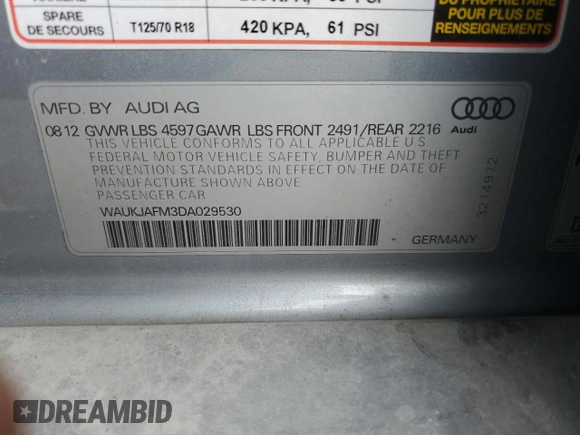 SPARE
DE SECOURS
T125/70 R18
420 KPA, 61 PSI
DU PROPRIÉTAIRE
POUR PLUS DE
RENSEIGNEMENTS
MFD. BY AUDI AG
08 12 GVWR LBS 4597 GAWR LBS FRONT 2491/REAR 2216
Audi
THIS VEHICLE CONFORMS TO ALL APPLICABLE U.S.
FEDERAL MOTOR VEHICLE SAFETY, BUMPER AND THEFT
PREVENTION STANDARDS IN EFFECT ON THE DATE OF
MANUFACTURE SHOWN ABOVE.
PASSENGER CAR
3214972
WAUKJAFM3DA029530
GERMANY
DREAMBID